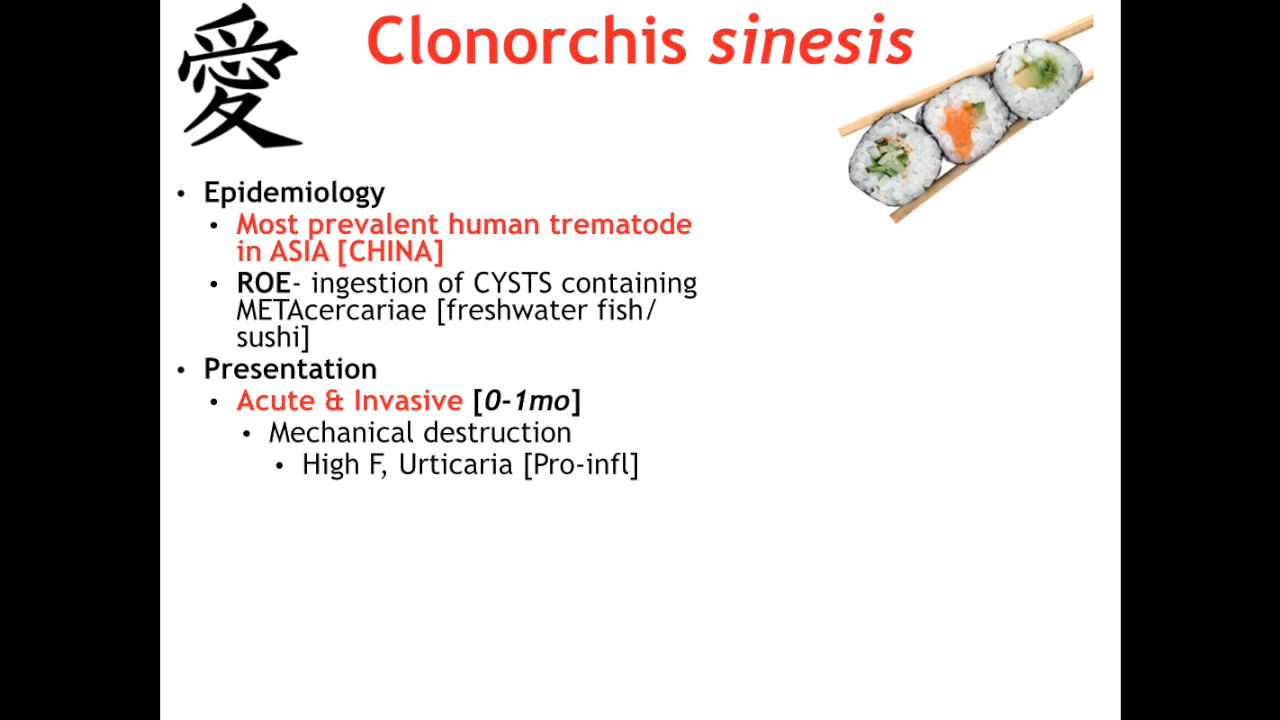 愛
Clonorchis sinesis
• Epidemiology
• Most prevalent human trematode
in ASIA [CHINA]
• ROE- ingestion of CYSTS containing
METAcercariae [freshwater fish/
sushi]
• Presentation
• Acute & Invasive [0-1mo]
• Mechanical destruction
• High F, Urticaria [Pro-infl]